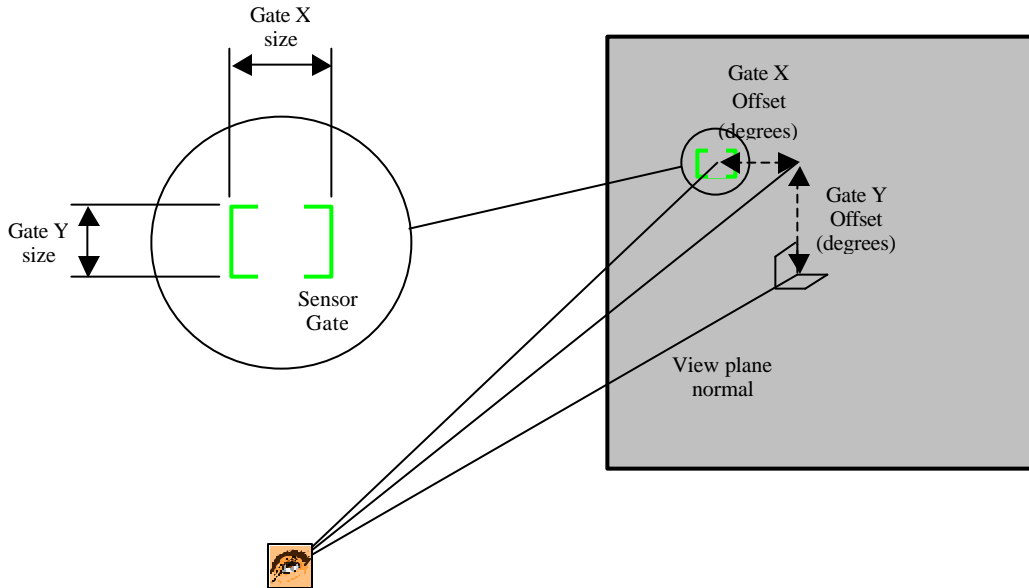 Gate X
size
Gate X
Offset
(degrees)
Gate Y
size
Gate Y
Offset
(degrees)
Sensor
Gate
View plane
normal